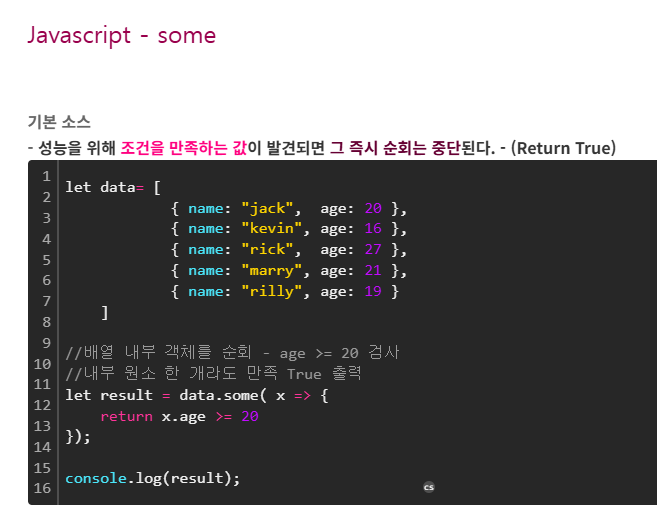 Javascript - some
기본 소스
- 성능을 위해 조건을 만족하는 값이 발견되면 그 즉시 순회는 중단된다. - (Return True)
1
2
3
4
5
6
7
8
9
10
11
12
13
14
15
16
let data= [
{ name: "jack",  age: 20 },
{ name: "kevin", age: 16 },
{ name: "rick",  age: 27 },
{ name: "marry", age: 21 },
{ name: "rilly", age: 19 }
]
//배열 내부 객체를 순회 - age >= 20 검사
//내부 원소 한 개라도 만족 True 출력
let result = data.some( x => {
return x.age >= 20
});
console.log(result);
cs